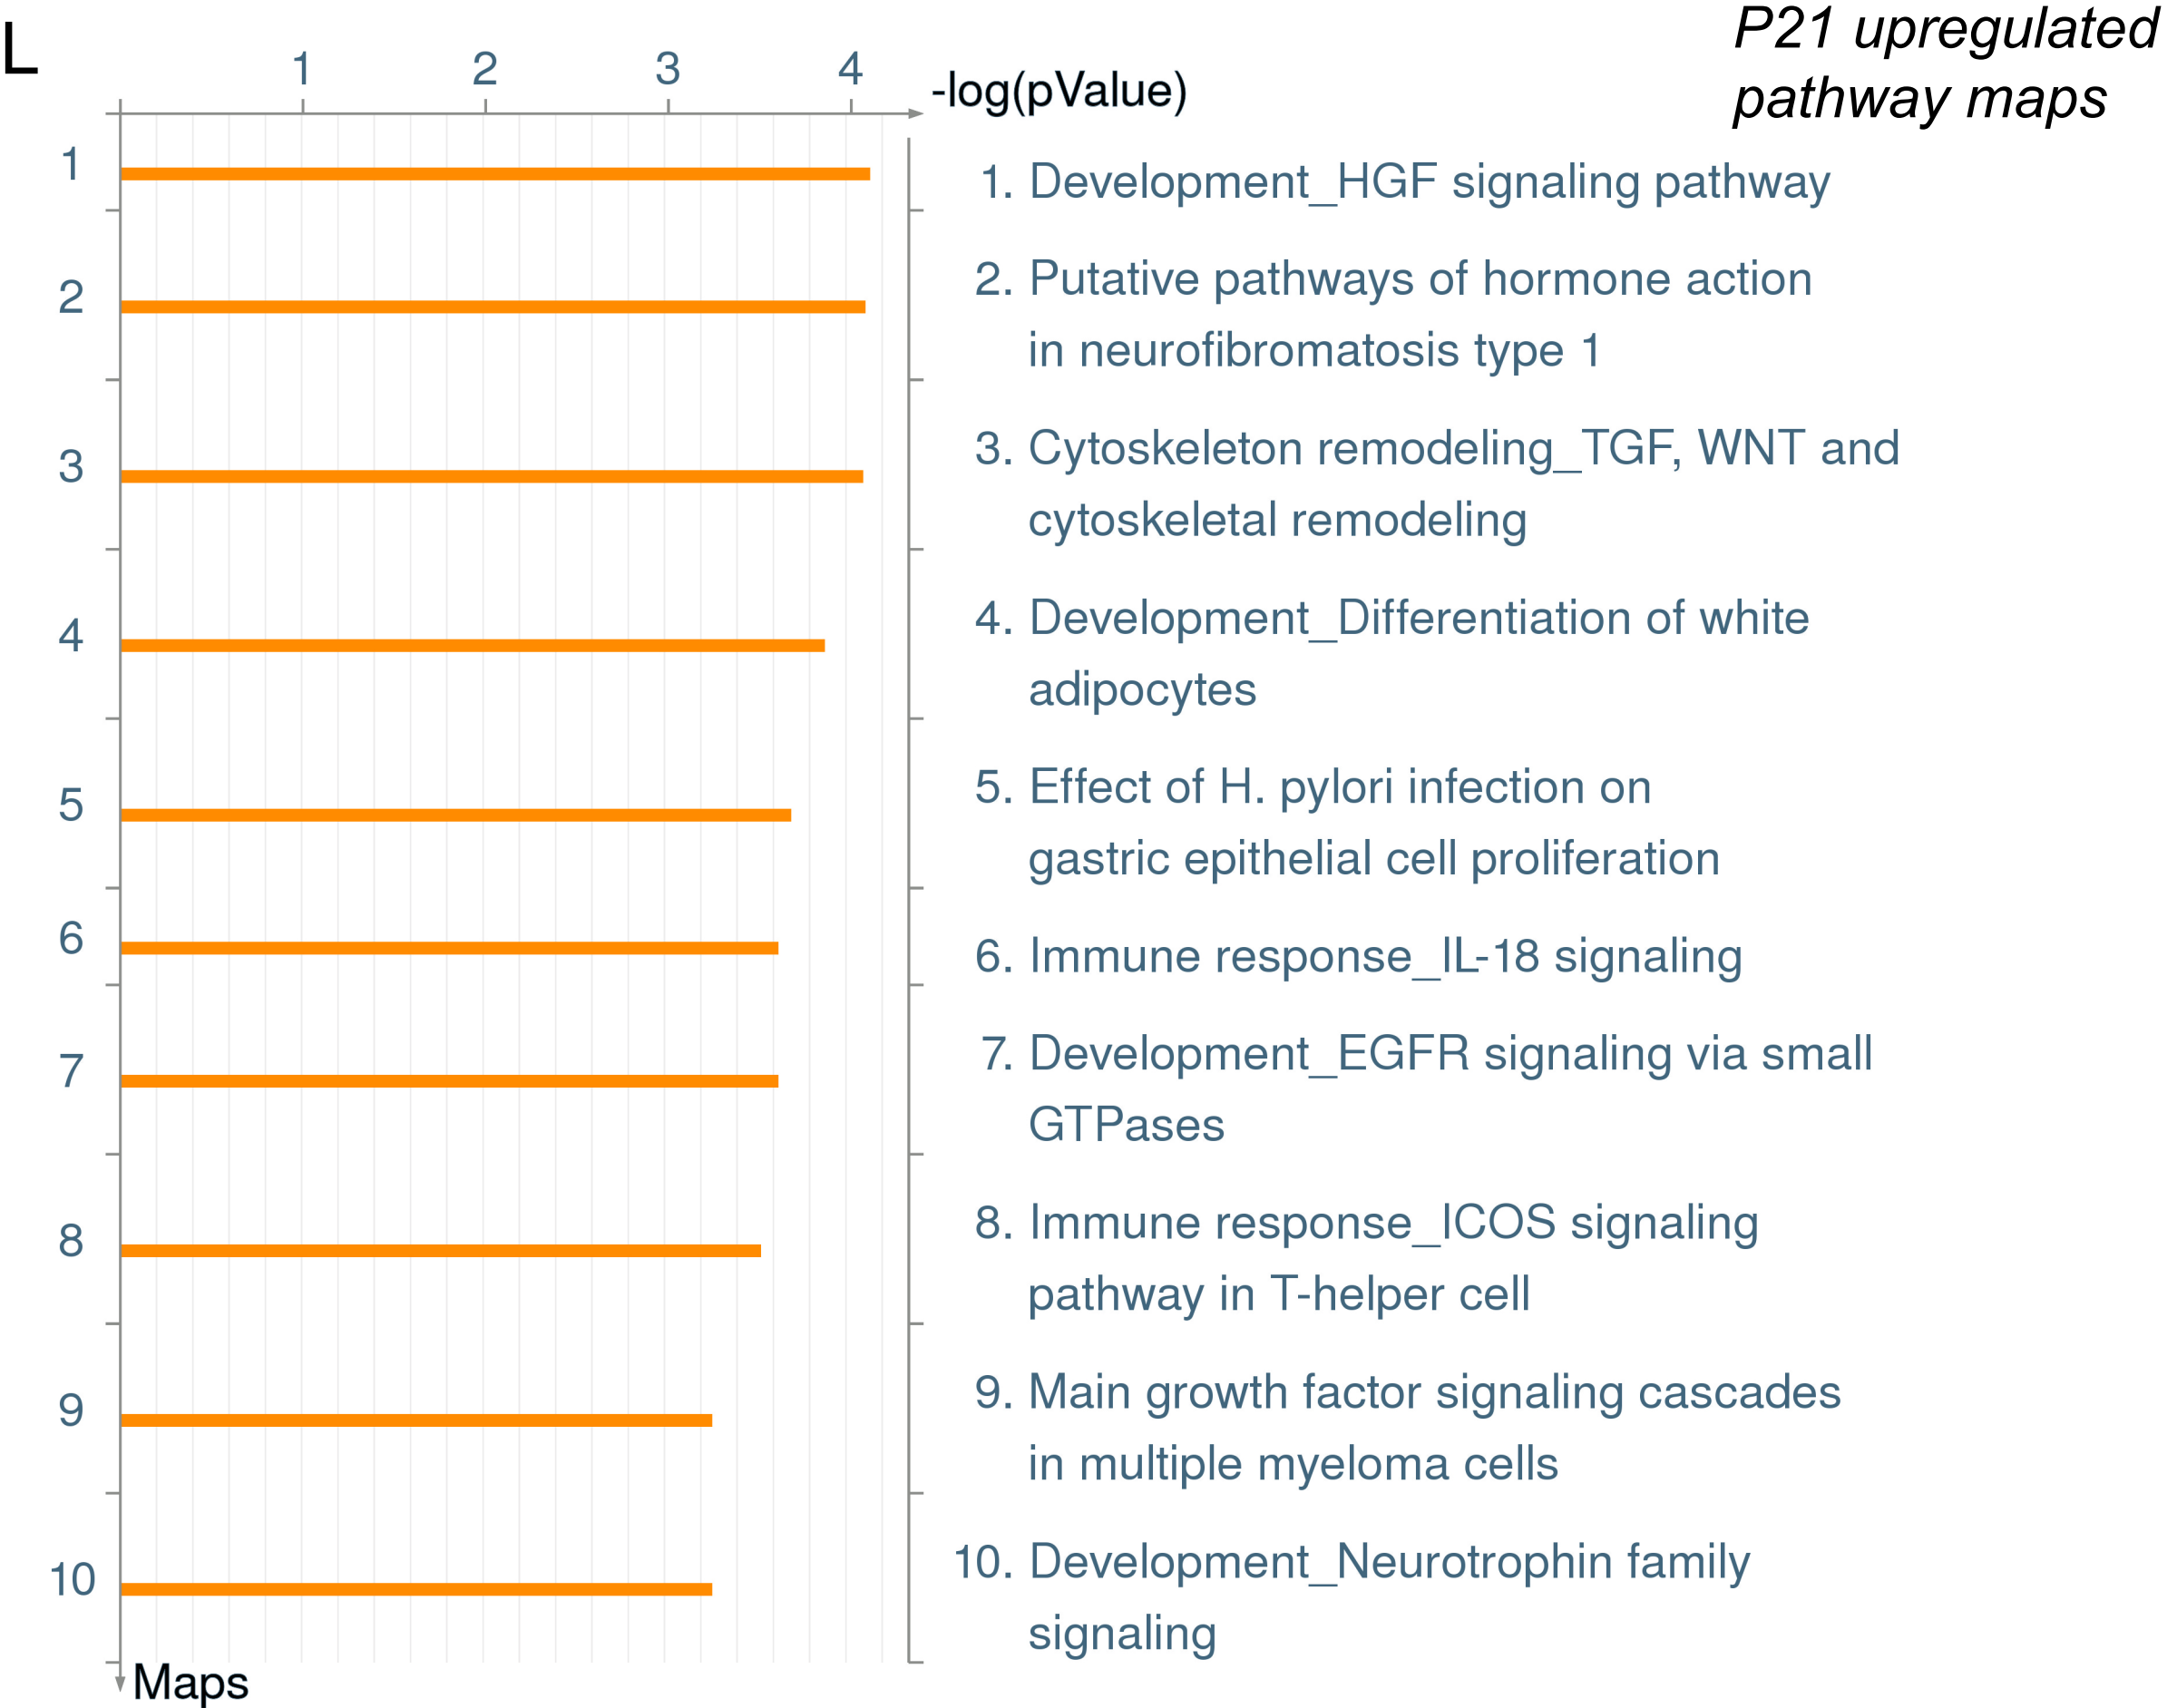 L
P21 upregulated
pathway maps
1 2 3 4
-log(pValue)
1
2
3
4
5
6
7
8
9
10
Maps
1. Development_HGF signaling pathway
2. Putative pathways of hormone action
in neurofibromatosis type 1
3. Cytoskeleton remodeling_TGF, WNT and
cytoskeletal remodeling
4. Development_Differentiation of white
adipocytes
5. Effect of H. pylori infection on
gastric epithelial cell proliferation
6. Immune response_IL-18 signaling
7. Development_EGFR signaling via small
GTPases
8. Immune response_ICOS signaling
pathway in T-helper cell
9. Main growth factor signaling cascades
in multiple myeloma cells
10. Development_Neurotrophin family
signaling